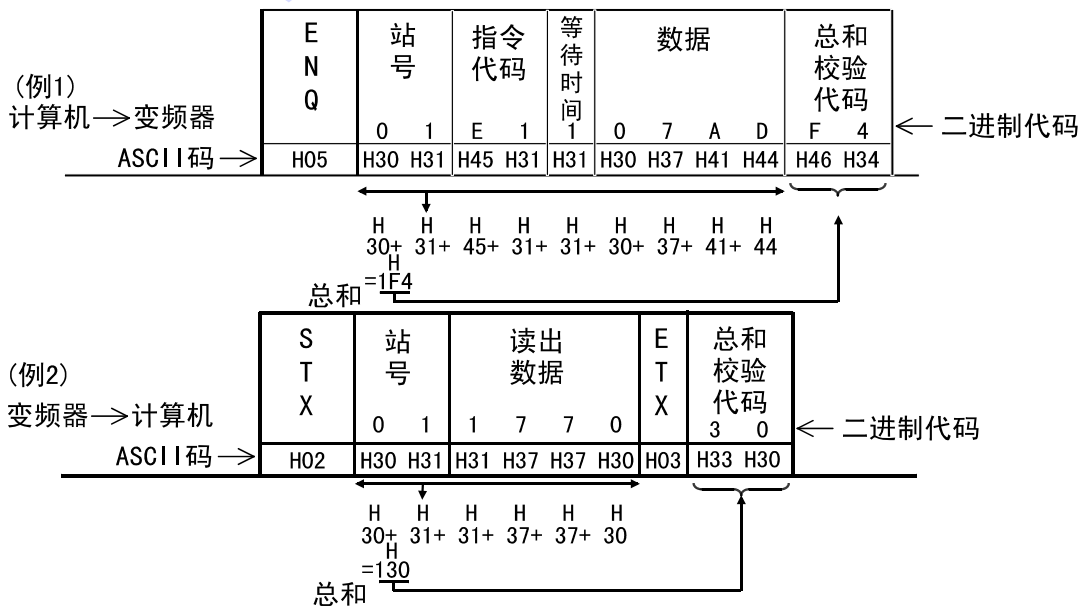 E N Q 站号 指令代码 等待时间 数据 总和校验代码
(例1)
计算机→变频器
0 1 E 1 1 0 7 A D F 4 ← 二进制代码
ASCII码→ H05 H30 H31 H45 H31 H31 H30 H37 H41 H44 H46 H34
H H H H H H H H H
30+ 31+ 45+ 31+ 31+ 30+ 37+ 41+ 44
H
=1F4
总和
S T X 站号 读出数据 E T X 总和校验代码
(例2)
变频器→计算机
0 1 1 7 7 0 3 0 ← 二进制代码
ASCII码→ H02 H30 H31 H31 H37 H37 H30 H03 H33 H30
H H H H H H
30+ 31+ 31+ 37+ 37+ 30
H
=130
总和